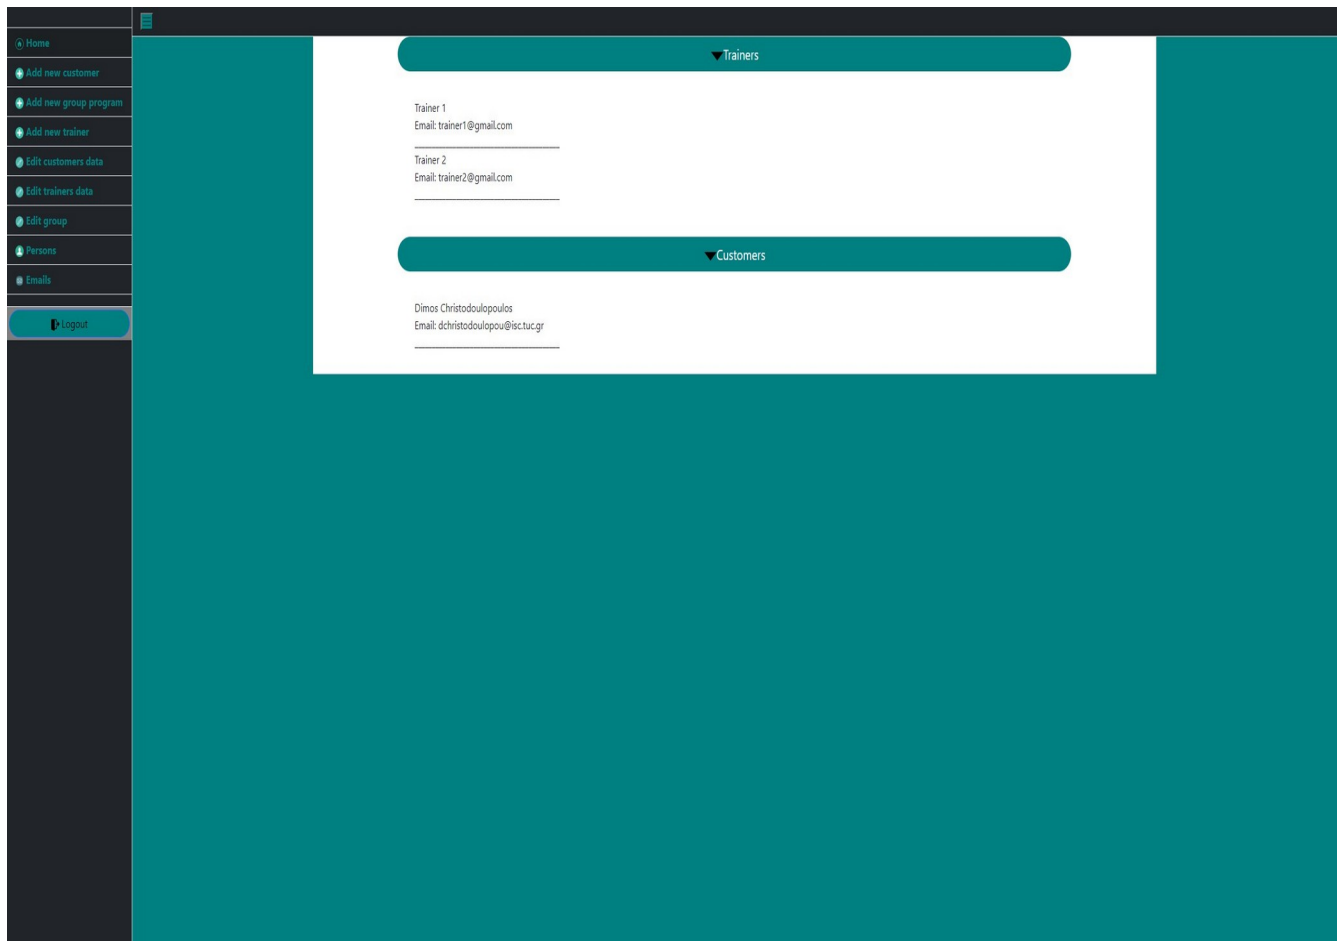 Home
Add new customer
Add new group program
Add new trainer
Edit customers data
Edit trainers data
Edit group
Persons
Emails
Logout
Trainers
Trainer 1
Email: trainer1@gmail.com
Trainer 2
Email: trainer2@gmail.com
Customers
Dimos Christodoulopoulos
Email: dchristodoulopou@isc.tuc.gr